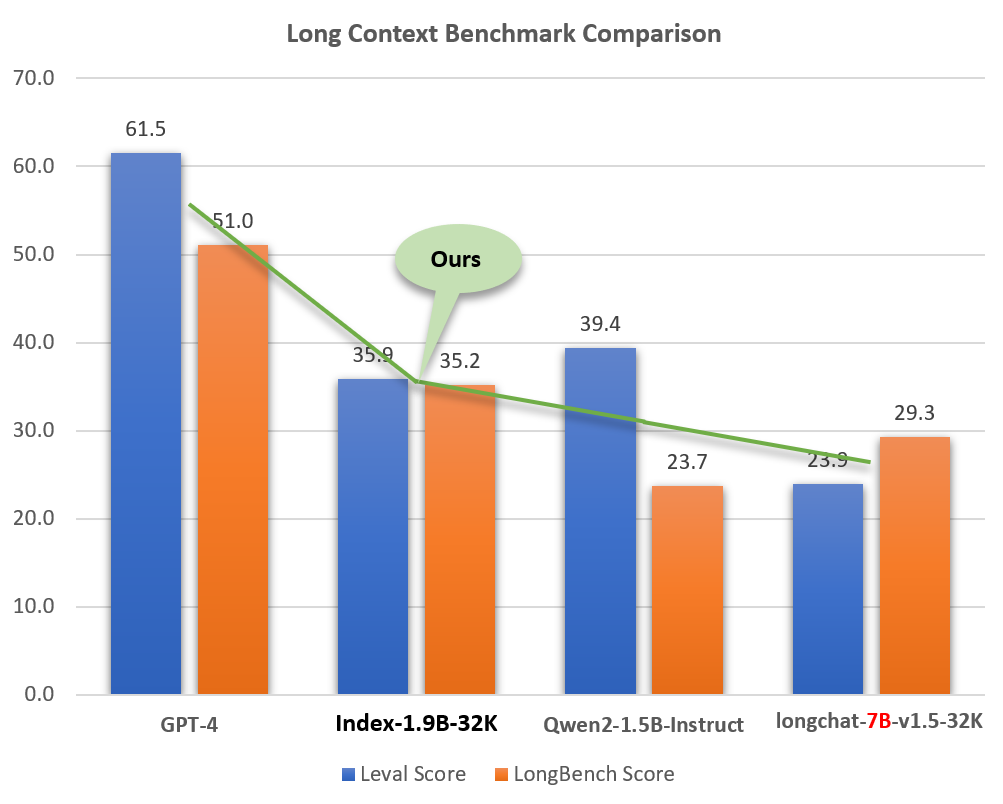 Long Context Benchmark Comparison
70.0
60.0
50.0
40.0
30.0
20.0
10.0
0.0
61.5
51.0
35.9
35.2
39.4
23.7
23.9
29.3
Ours
GPT-4
Index-1.9B-32K
Qwen2-1.5B-Instruct
longchat-7B-v1.5-32K
Leval Score
LongBench Score